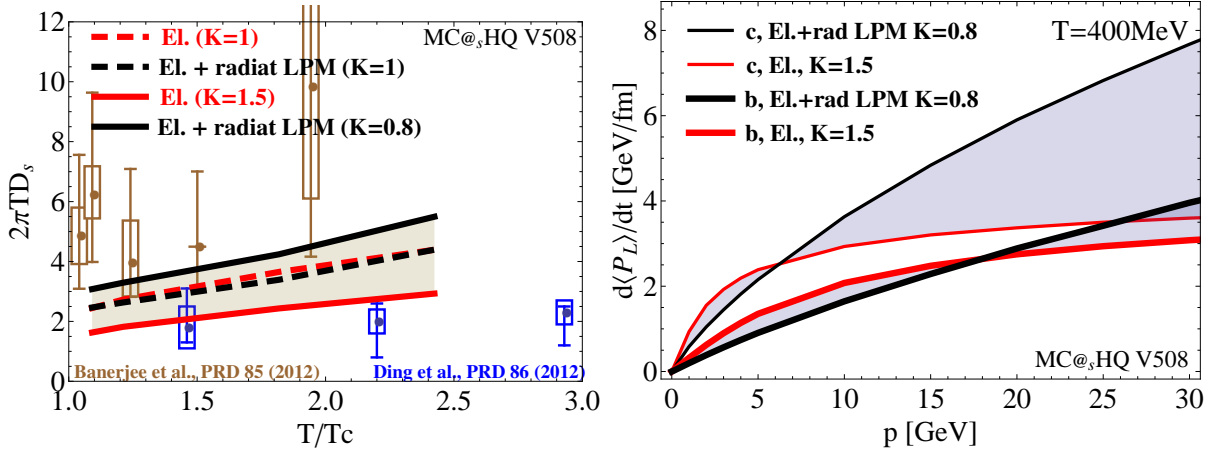 12
10
8
6
4
2
0
2πTD_s
El. (K=1)
MC@_sHQ V508
El. + radiat LPM (K=1)
El. (K=1.5)
El. + radiat LPM (K=0.8)
Banerjee et al., PRD 85 (2012)
Ding et al., PRD 86 (2012)
1.0 1.5 2.0 2.5 3.0
T/Tc
8
6
4
2
0
d⟨P_L⟩/dt [GeV/fm]
c, El.+rad LPM K=0.8
T=400MeV
c, El., K=1.5
b, El.+rad LPM K=0.8
b, El., K=1.5
MC@_sHQ V508
0 5 10 15 20 25 30
p [GeV]